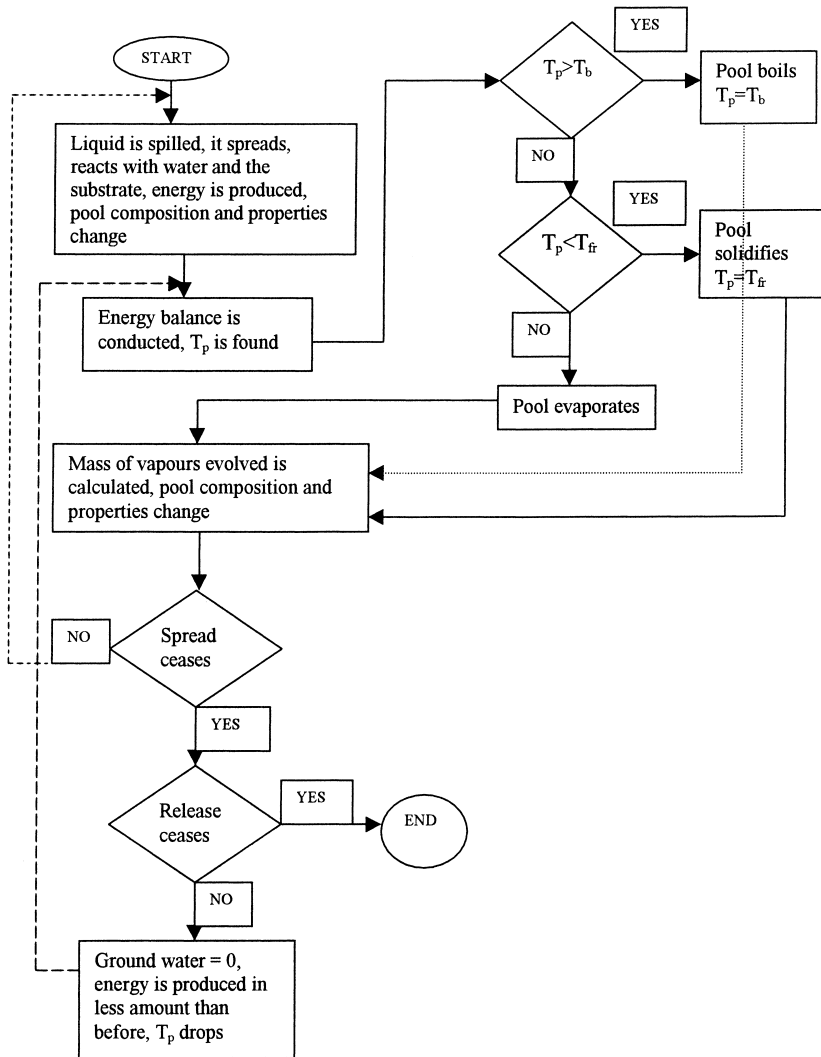 START
Liquid is spilled, it spreads,
reacts with water and the
substrate, energy is produced,
pool composition and properties
change
Energy balance is
conducted, Tp is found
Tp>Tb
YES
Pool boils
Tp=Tb
NO
Tp<Tfr
YES
Pool
solidifies
Tp=Tfr
NO
Pool evaporates
Mass of vapours evolved is
calculated, pool composition and
properties change
Spread
ceases
NO
YES
Release
ceases
YES
END
NO
Ground water = 0,
energy is produced in
less amount than
before, Tp drops